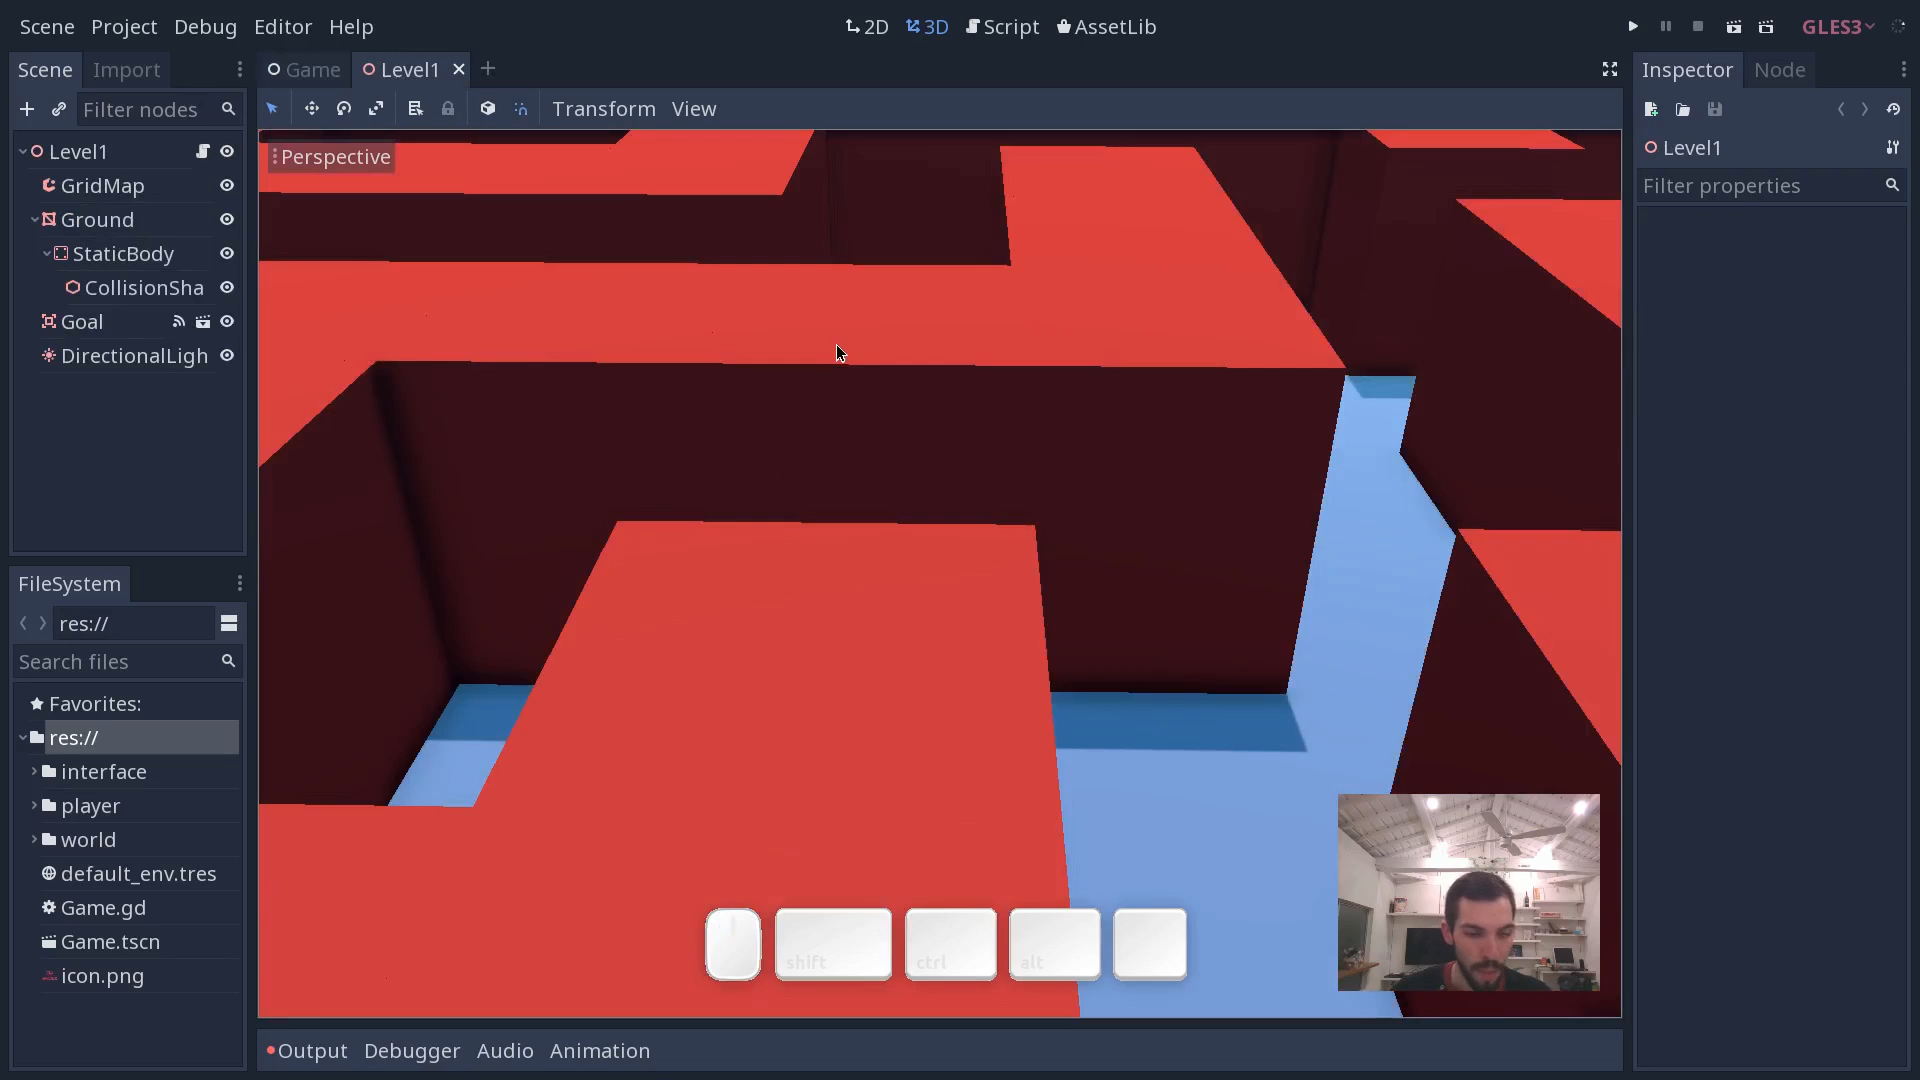 Scene Project Debug Editor Help
2D 3D Script AssetLib
GLES3
Scene Import
Game Level1
Inspector Node
Filter nodes
Transform View
Level1
GridMap
Ground
StaticBody
CollisionSha
Goal
DirectionalLigh
Perspective
Level1
Filter properties
FileSystem
res://
Search files
Favorites:
res://
interface
player
world
default_env.tres
Game.gd
Game.tscn
icon.png
shift ctrl alt
Output Debugger Audio Animation